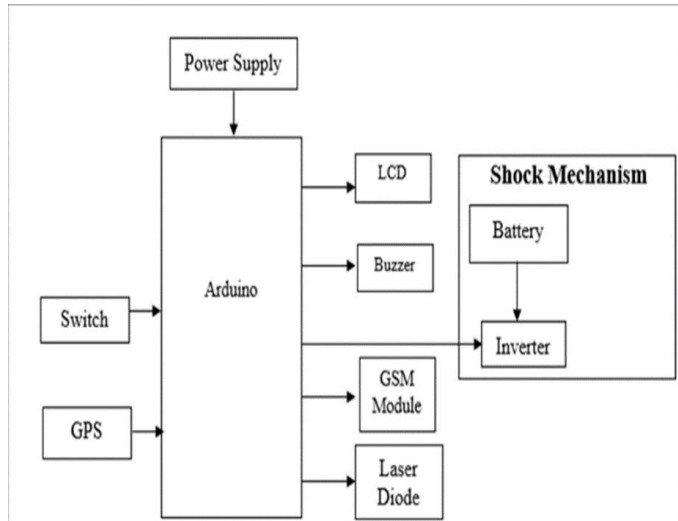 Power Supply
LCD
Shock Mechanism
Battery
Buzzer
Arduino
Switch
Inverter
GSM
Module
GPS
Laser
Diode